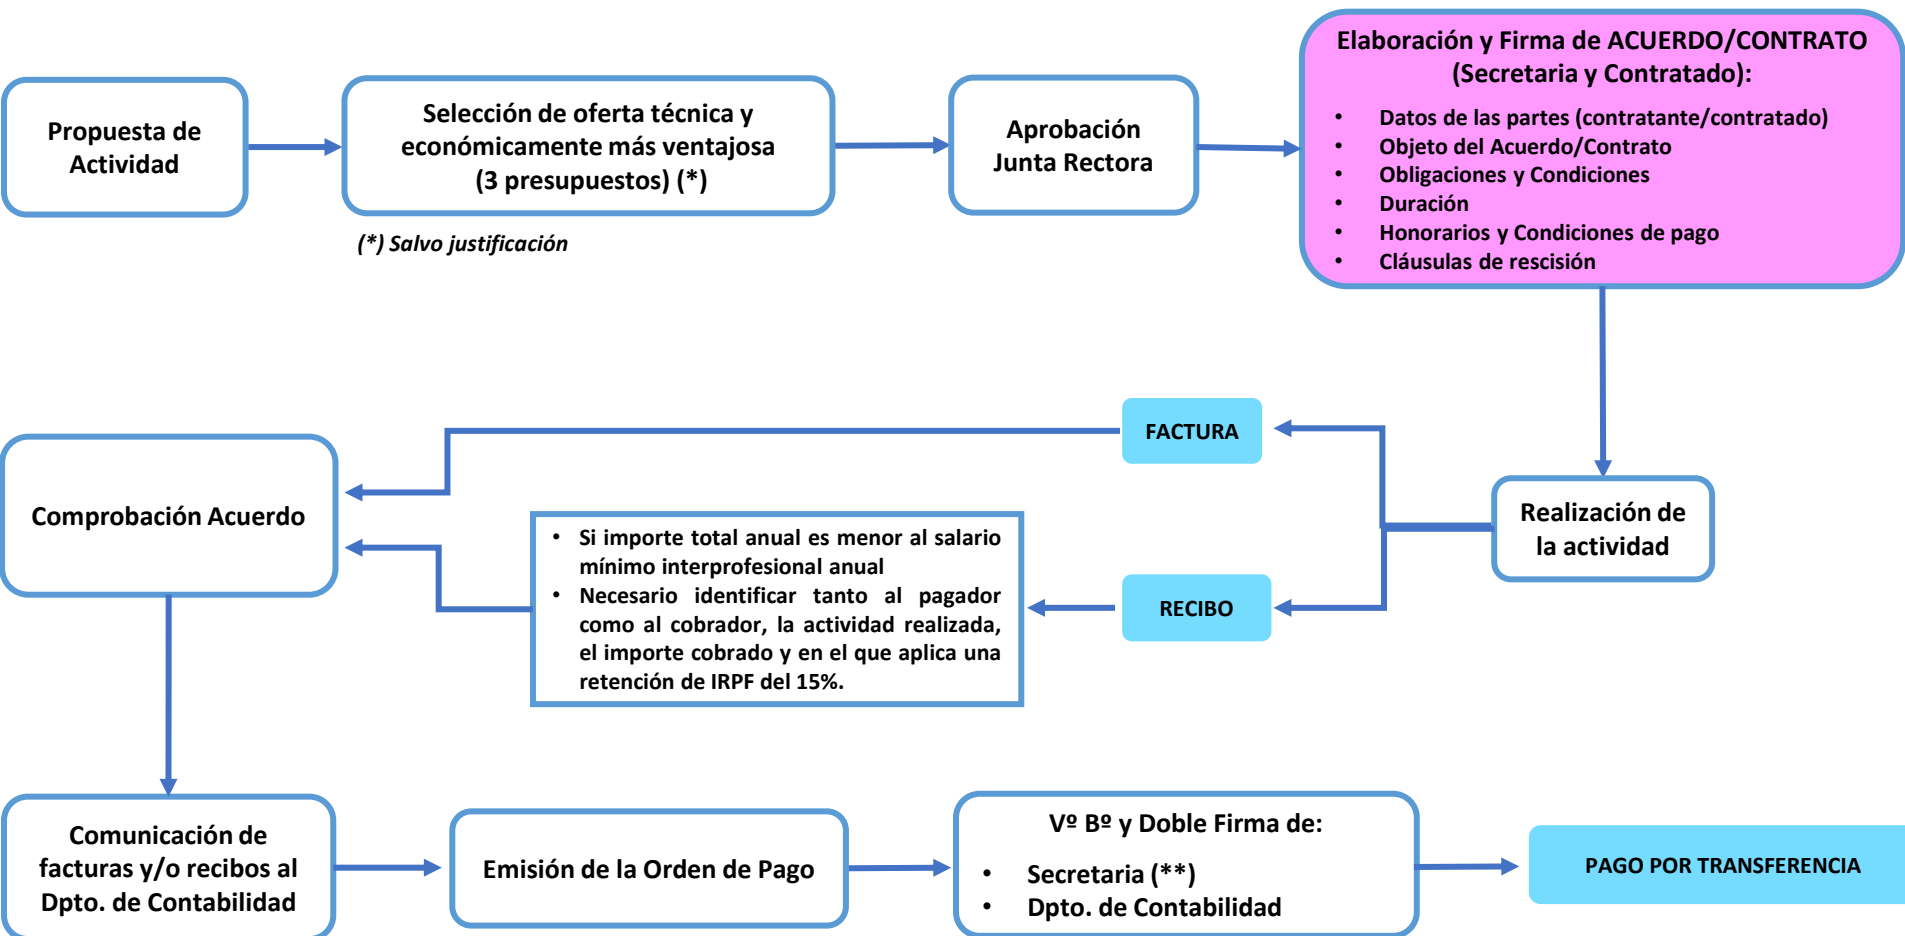 Propuesta de
Actividad
Selección de oferta técnica y
económicamente más ventajosa
(3 presupuestos) (*)
(*) Salvo justificación
Aprobación
Junta Rectora
Elaboración y Firma de ACUERDO/CONTRATO
(Secretaria y Contratado):
• Datos de las partes (contratante/contratado)
• Objeto del Acuerdo/Contrato
• Obligaciones y Condiciones
• Duración
• Honorarios y Condiciones de pago
• Cláusulas de rescisión
Realización de
la actividad
FACTURA
RECIBO
• Si importe total anual es menor al salario
mínimo interprofesional anual
• Necesario identificar tanto al pagador
como al cobrador, la actividad realizada,
el importe cobrado y en el que aplica una
retención de IRPF del 15%.
Comprobación Acuerdo
Comunicación de
facturas y/o recibos al
Dpto. de Contabilidad
Emisión de la Orden de Pago
Vº Bº y Doble Firma de:
• Secretaria (**)
• Dpto. de Contabilidad
PAGO POR TRANSFERENCIA